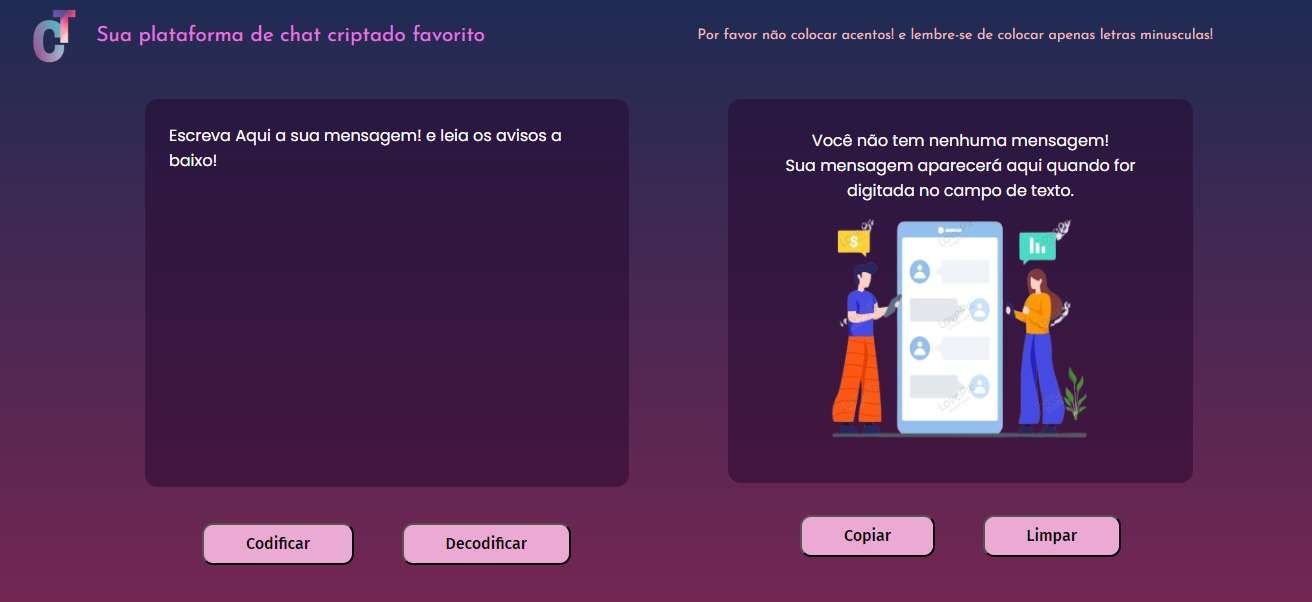 CT
Sua plataforma de chat criptado favorito
Por favor não colocar acentos! e lembre-se de colocar apenas letras minusculas!
Escreva Aqui a sua mensagem! e leia os avisos a
baixo!
Você não tem nenhuma mensagem!
Sua mensagem aparecerá aqui quando for
digitada no campo de texto.
$
Codificar
Decodificar
Copiar
Limpar